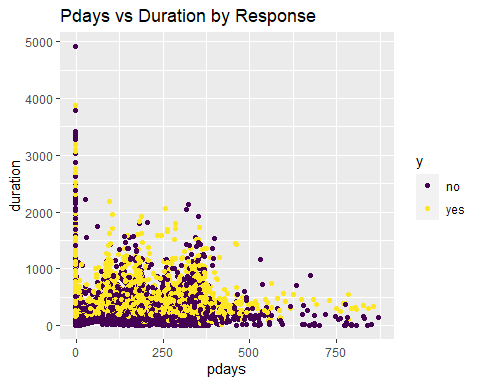 Pdays vs Duration by Response
5000
4000
3000
2000
1000
0
duration
0 250 500 750
pdays
y
no
yes